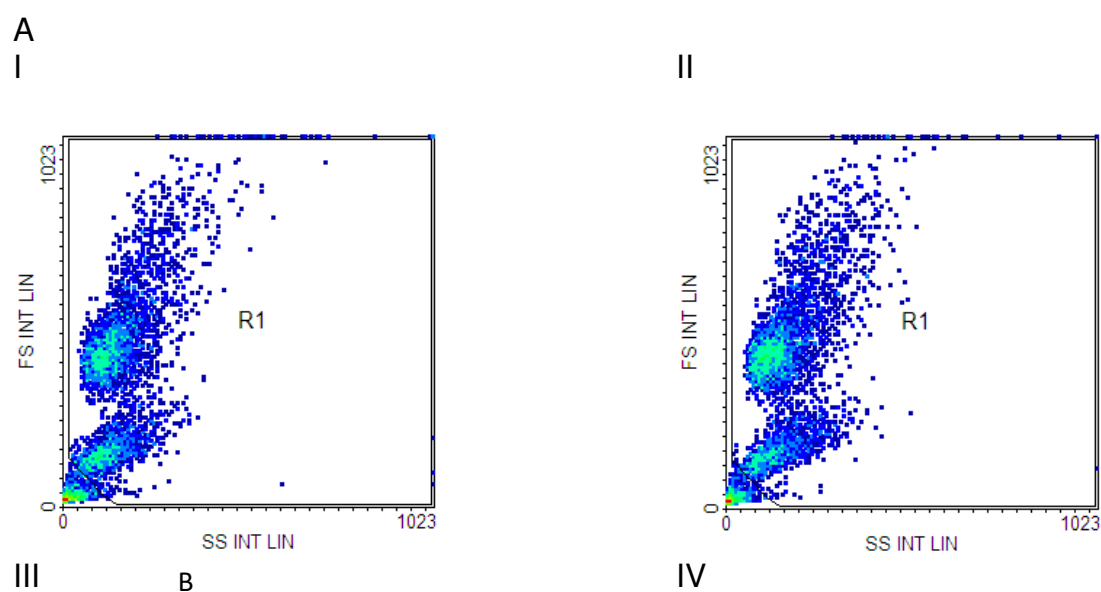 A
I II
1023 1023
FS INT LIN FS INT LIN
R1 R1
0 0
0 1023 0 1023
SS INT LIN SS INT LIN
III B IV